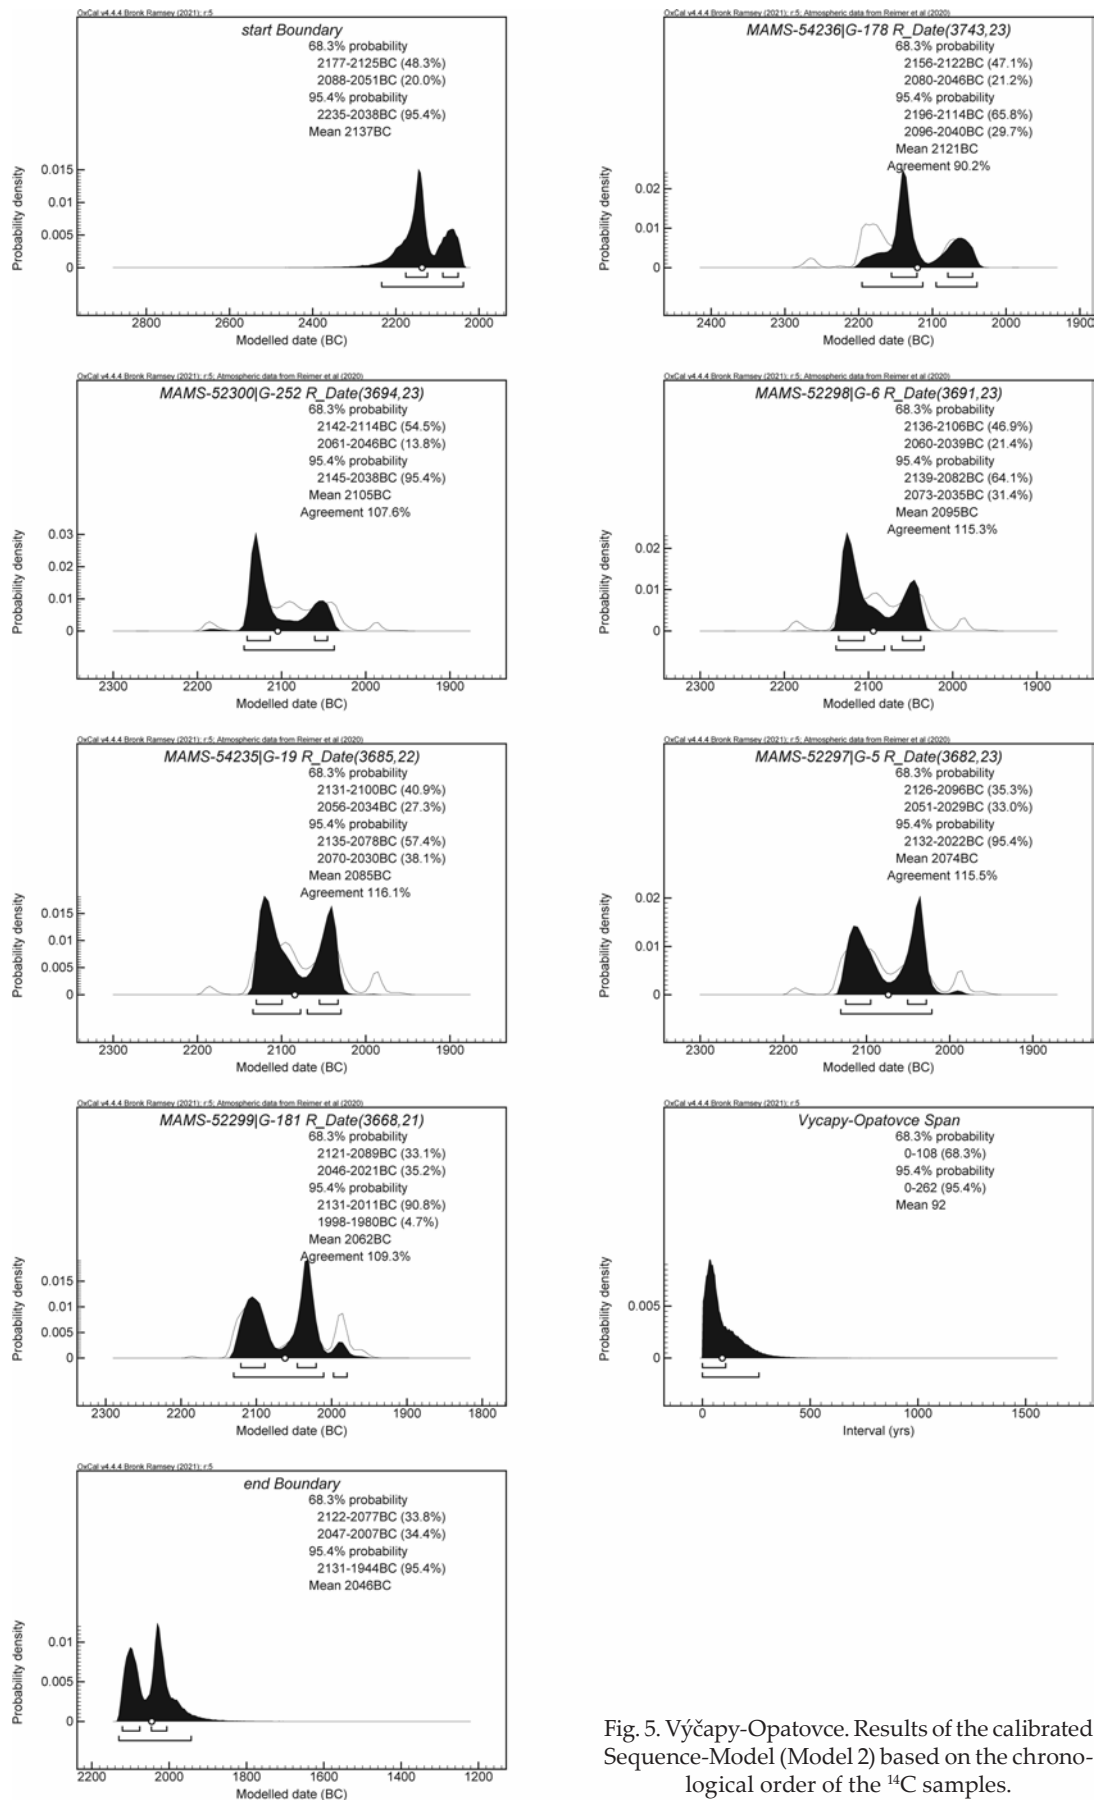 OxCal v4.4.4 Bronk Ramsey (2021); r:5
start Boundary
68.3% probability
2177-2125BC (48.3%)
2088-2051BC (20.0%)
95.4% probability
2235-2038BC (95.4%)
Mean 2137BC
Probability density
0.015
0.01
0.005
0
2800 2600 2400 2200 2000
Modelled date (BC)
OxCal v4.4.4 Bronk Ramsey (2021); r:5; Atmospheric data from Reimer et al (2020)
MAMS-54236|G-178 R_Date(3743,23)
68.3% probability
2156-2122BC (47.1%)
2080-2046BC (21.2%)
95.4% probability
2196-2114BC (65.8%)
2096-2040BC (29.7%)
Mean 2121BC
Agreement 90.2%
Probability density
0.02
0.01
0
2400 2300 2200 2100 2000 1900
Modelled date (BC)
OxCal v4.4.4 Bronk Ramsey (2021); r:5; Atmospheric data from Reimer et al (2020)
MAMS-52300|G-252 R_Date(3694,23)
68.3% probability
2142-2114BC (54.5%)
2061-2046BC (13.8%)
95.4% probability
2145-2038BC (95.4%)
Mean 2105BC
Agreement 107.6%
Probability density
0.03
0.02
0.01
0
2300 2200 2100 2000 1900
Modelled date (BC)
OxCal v4.4.4 Bronk Ramsey (2021); r:5; Atmospheric data from Reimer et al (2020)
MAMS-52298|G-6 R_Date(3691,23)
68.3% probability
2136-2106BC (46.9%)
2060-2039BC (21.4%)
95.4% probability
2139-2082BC (64.1%)
2073-2035BC (31.4%)
Mean 2095BC
Agreement 115.3%
Probability density
0.02
0.01
0
2300 2200 2100 2000 1900
Modelled date (BC)
OxCal v4.4.4 Bronk Ramsey (2021); r:5; Atmospheric data from Reimer et al (2020)
MAMS-54235|G-19 R_Date(3685,22)
68.3% probability
2131-2100BC (40.9%)
2056-2034BC (27.3%)
95.4% probability
2135-2078BC (57.4%)
2070-2030BC (38.1%)
Mean 2085BC
Agreement 116.1%
Probability density
0.015
0.01
0.005
0
2300 2200 2100 2000 1900
Modelled date (BC)
OxCal v4.4.4 Bronk Ramsey (2021); r:5; Atmospheric data from Reimer et al (2020)
MAMS-52297|G-5 R_Date(3682,23)
68.3% probability
2126-2096BC (35.3%)
2051-2029BC (33.0%)
95.4% probability
2132-2022BC (95.4%)
Mean 2074BC
Agreement 115.5%
Probability density
0.02
0.01
0
2300 2200 2100 2000 1900
Modelled date (BC)
OxCal v4.4.4 Bronk Ramsey (2021); r:5; Atmospheric data from Reimer et al (2020)
MAMS-52299|G-181 R_Date(3668,21)
68.3% probability
2121-2089BC (33.1%)
2046-2021BC (35.2%)
95.4% probability
2131-2011BC (90.8%)
1998-1980BC (4.7%)
Mean 2062BC
Agreement 109.3%
Probability density
0.015
0.01
0.005
0
2300 2200 2100 2000 1900 1800
Modelled date (BC)
OxCal v4.4.4 Bronk Ramsey (2021); r:5
Vycapy-Opatovce Span
68.3% probability
0-108 (68.3%)
95.4% probability
0-262 (95.4%)
Mean 92
Probability density
0.005
0
0 500 1000 1500
Interval (yrs)
OxCal v4.4.4 Bronk Ramsey (2021); r:5
end Boundary
68.3% probability
2122-2077BC (33.8%)
2047-2007BC (34.4%)
95.4% probability
2131-1944BC (95.4%)
Mean 2046BC
Probability density
0.01
0.005
0
2200 2000 1800 1600 1400 1200
Modelled date (BC)
Fig. 5. Výčapy-Opatovce. Results of the calibrated
Sequence-Model (Model 2) based on the chrono-
logical order of the ¹⁴C samples.